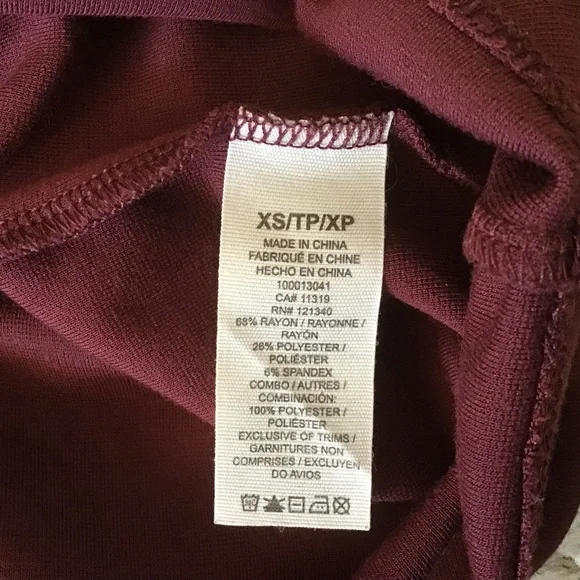 XS/TP/XP
MADE IN CHINA
FABRIQUÉ EN CHINE
HECHO EN CHINA
100013041
CA# 11319
RN# 121340
68% RAYON / RAYONNE /
RAYÓN
26% POLYESTER /
POLIÉSTER
6% SPANDEX
COMBO / AUTRES /
COMBINACIÓN:
100% POLYESTER /
POLIÉSTER
EXCLUSIVE OF TRIMS /
GARNITURES NON
COMPRISES / EXCLUYEN
DO AVIOS